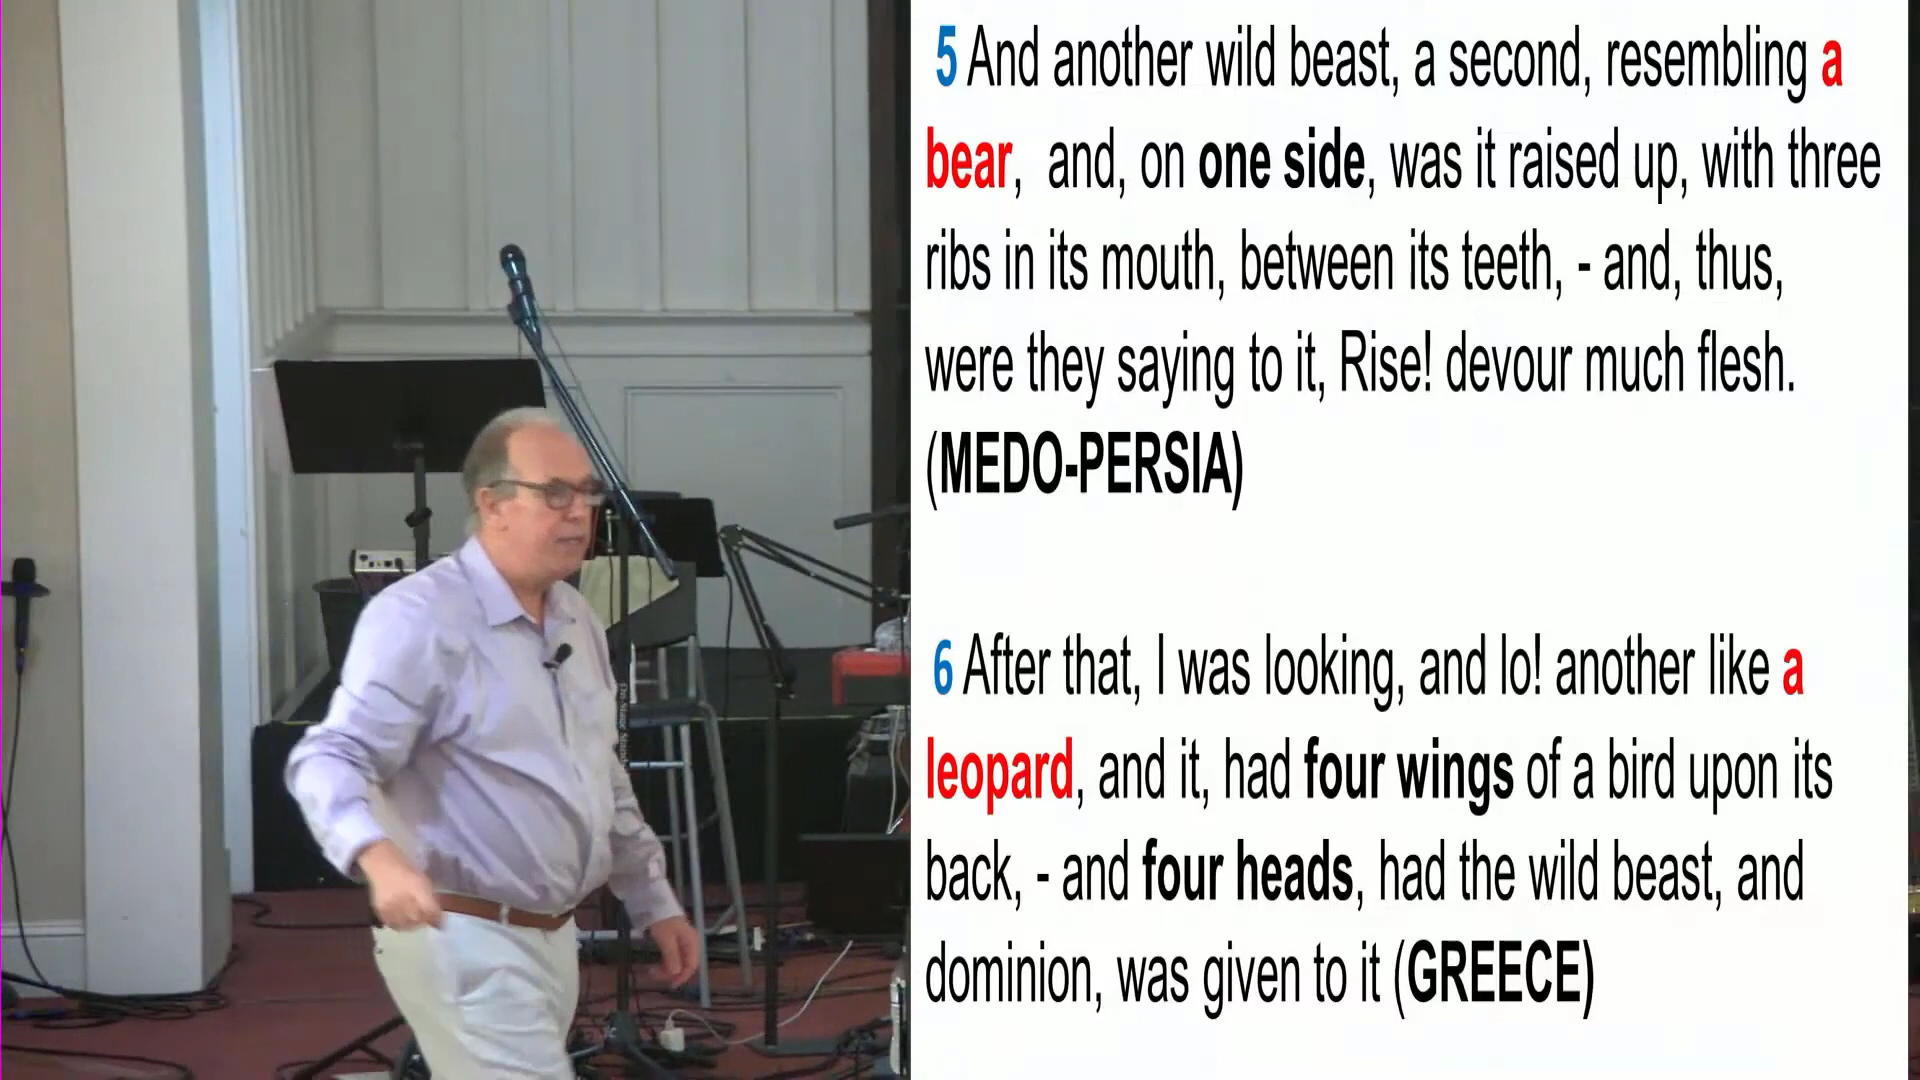 5 And another wild beast, a second, resembling a
bear,  and, on one side, was it raised up, with three
ribs in its mouth, between its teeth, - and, thus,
were they saying to it, Rise! devour much flesh.
(MEDO-PERSIA)
6 After that, I was looking, and lo! another like a
leopard, and it, had four wings of a bird upon its
back, - and four heads, had the wild beast, and
dominion, was given to it (GREECE)